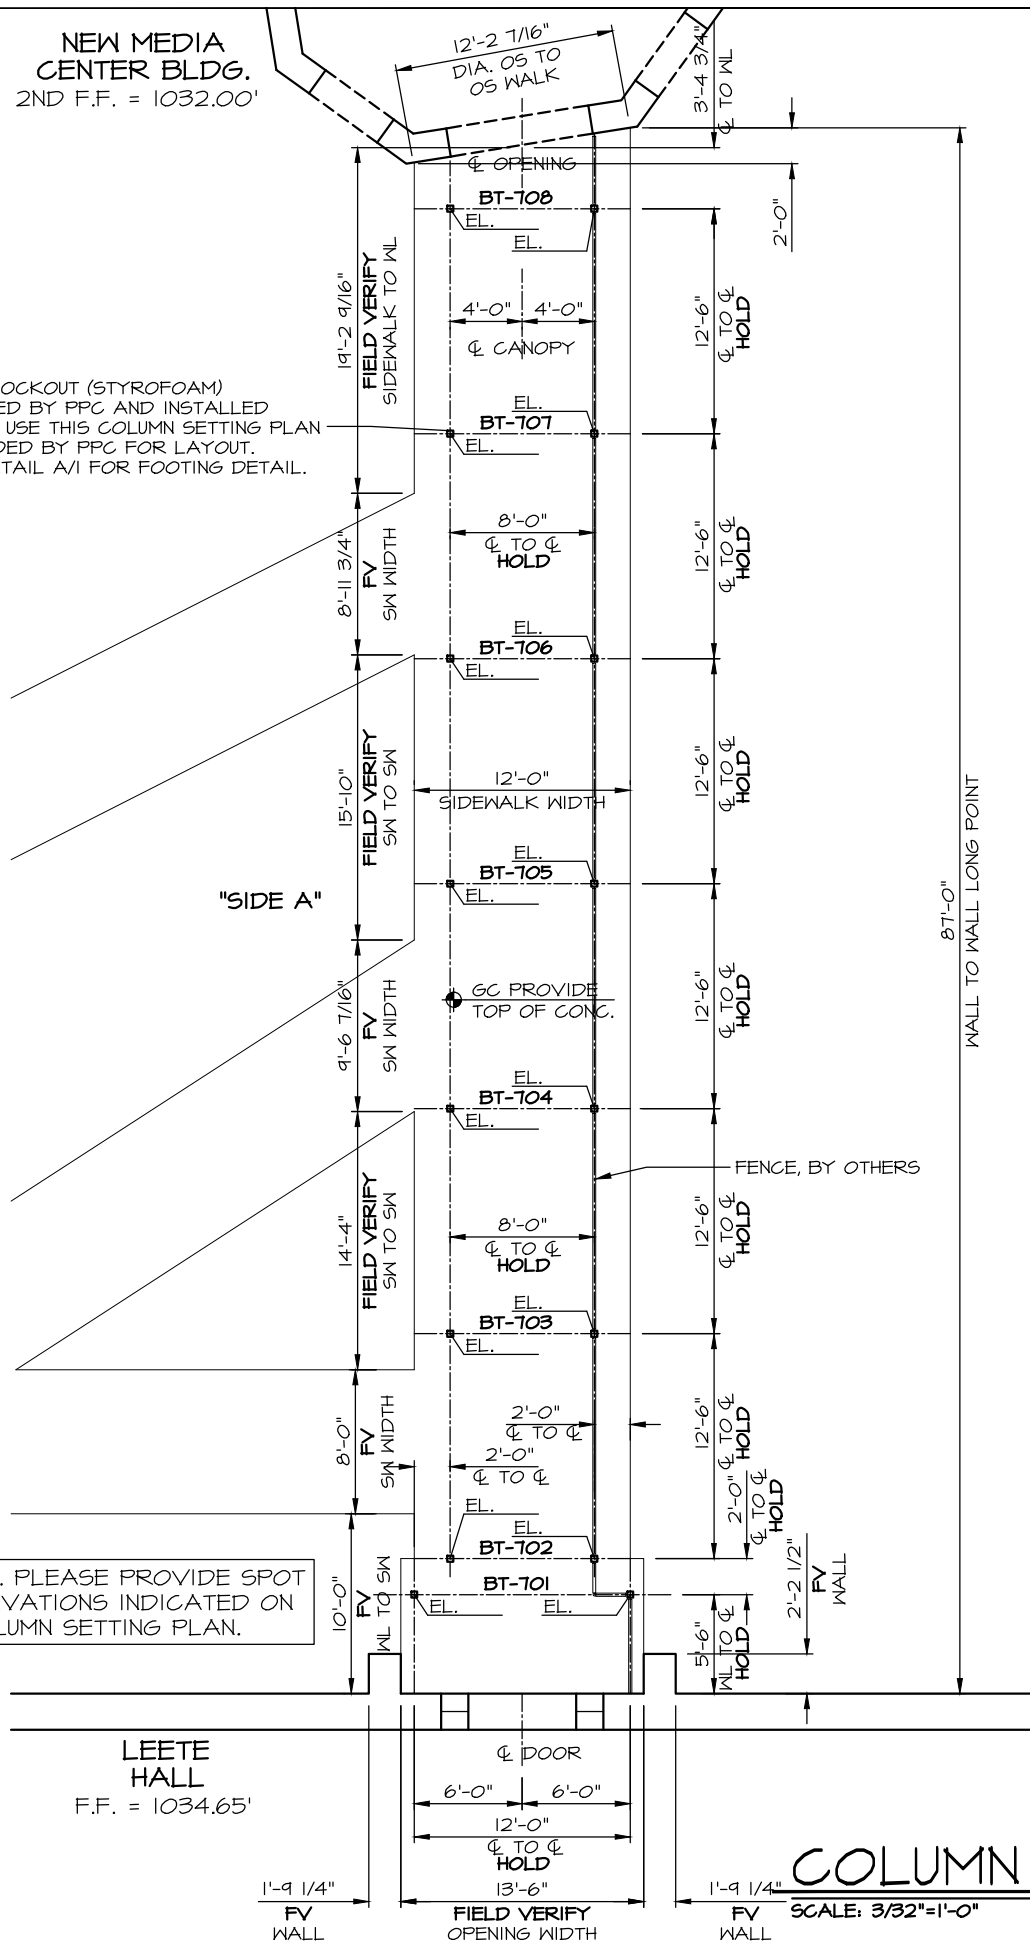 NEW MEDIA
CENTER BLDG.
2ND F.F. = 1032.00'
12'-2 7/16"
DIA. OS TO
OS WALK
3'-4 3/4"
℄ TO WL
℄ OPENING
2'-0"
BT-708
EL.
EL.
19'-2 9/16"
FIELD VERIFY
SIDEWALK TO WL
4'-0"
4'-0"
℄ CANOPY
12'-6"
℄ TO ℄
HOLD
OCKOUT (STYROFOAM)
ED BY PPC AND INSTALLED
USE THIS COLUMN SETTING PLAN
DED BY PPC FOR LAYOUT.
TAIL A/1 FOR FOOTING DETAIL.
EL.
BT-707
EL.
8'-0"
℄ TO ℄
HOLD
8'-11 3/4"
FV
SW WIDTH
12'-6"
℄ TO ℄
HOLD
EL.
BT-706
EL.
15'-10"
FIELD VERIFY
SW TO SW
12'-0"
SIDEWALK WIDTH
12'-6"
℄ TO ℄
HOLD
87'-0"
WALL TO WALL LONG POINT
EL.
BT-705
EL.
"SIDE A"
9'-6 7/16"
FV
SW WIDTH
GC PROVIDE
TOP OF CONC.
12'-6"
℄ TO ℄
HOLD
EL.
BT-704
EL.
FENCE, BY OTHERS
14'-4"
FIELD VERIFY
SW TO SW
8'-0"
℄ TO ℄
HOLD
12'-6"
℄ TO ℄
HOLD
EL.
BT-703
EL.
8'-0"
FV
SW WIDTH
2'-0"
℄ TO ℄
2'-0"
℄ TO ℄
12'-6"
℄ TO ℄
HOLD
2'-0"
℄ TO ℄
HOLD
EL.
EL.
BT-702
BT-701
EL.
EL.
. PLEASE PROVIDE SPOT
VATIONS INDICATED ON
LUMN SETTING PLAN.
10'-0"
FV
WL TO SW
5'-6"
WL TO ℄
HOLD
2'-2 1/2"
FV
WALL
LEETE
HALL
F.F. = 1034.65'
℄ DOOR
6'-0"
6'-0"
12'-0"
℄ TO ℄
HOLD
1'-9 1/4"
FV
WALL
13'-6"
FIELD VERIFY
OPENING WIDTH
1'-9 1/4"
FV
WALL
COLUMN
SCALE: 3/32"=1'-0"